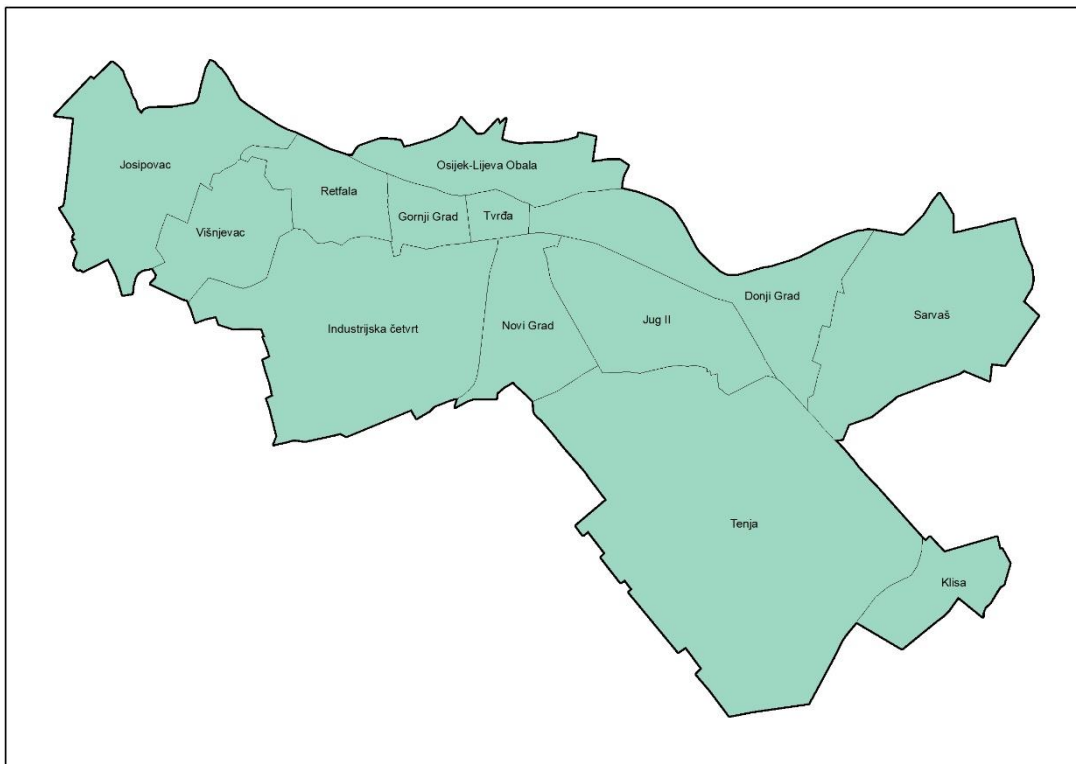 Josipovac
Osijek-Lijeva Obala
Retfala
Gornji Grad
Tvrđa
Višnjevac
Donji Grad
Sarvaš
Industrijska četvrt
Novi Grad
Jug II
Tenja
Klisa